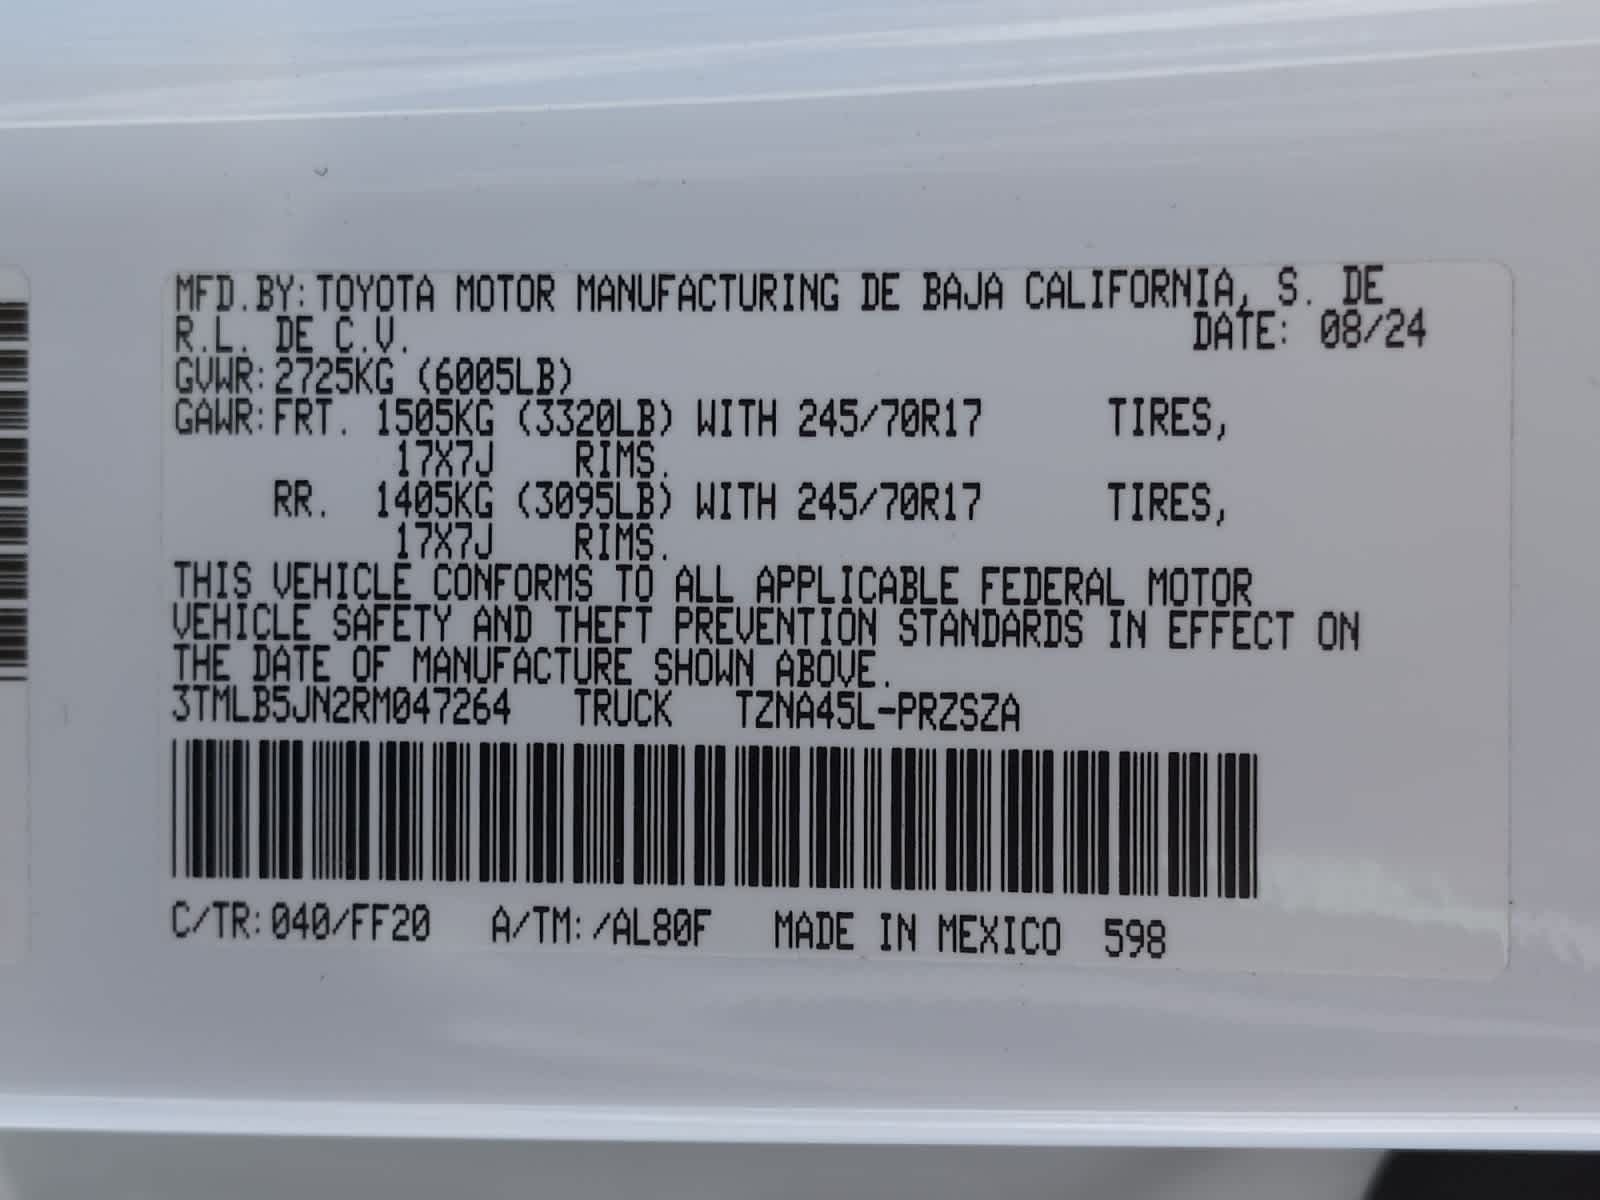 MFD.BY:TOYOTA MOTOR MANUFACTURING DE BAJA CALIFORNIA, S. DE
R.L. DE C.V. DATE: 08/24
GVWR:2725KG (6005LB)
GAWR:FRT. 1505KG (3320LB) WITH 245/70R17 TIRES,
17X7J RIMS.
RR. 1405KG (3095LB) WITH 245/70R17 TIRES,
17X7J RIMS.
THIS VEHICLE CONFORMS TO ALL APPLICABLE FEDERAL MOTOR
VEHICLE SAFETY AND THEFT PREVENTION STANDARDS IN EFFECT ON
THE DATE OF MANUFACTURE SHOWN ABOVE.
3TMLB5JN2RM047264 TRUCK TZNA45L-PRZSZA
C/TR:040/FF20 A/TM:/AL80F MADE IN MEXICO 598